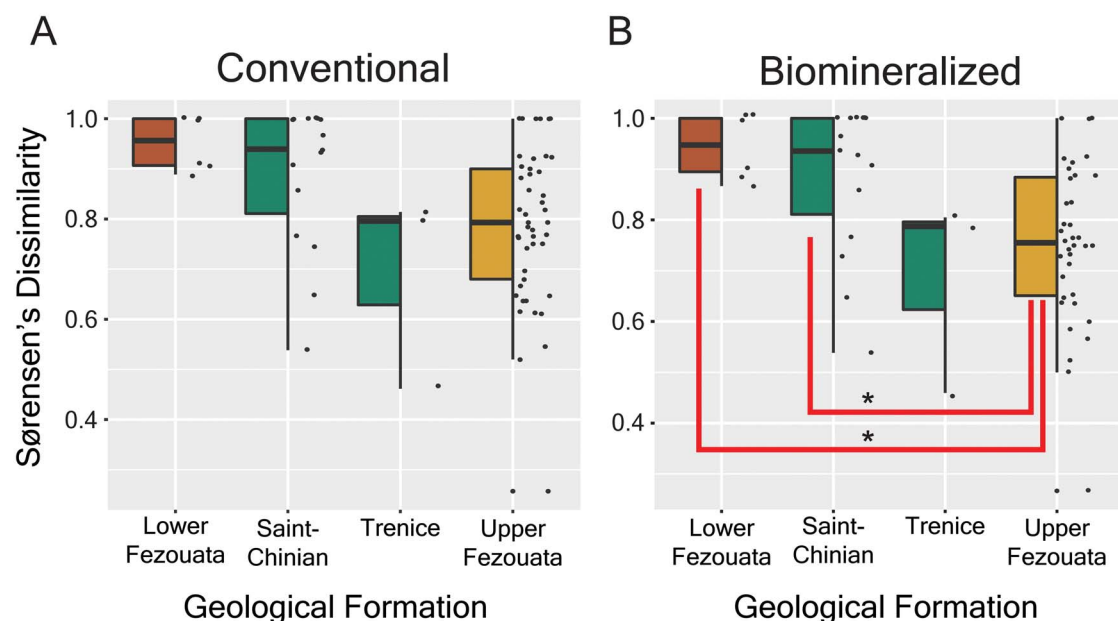 A
B
Conventional
Biomineralized
Sørensen's Dissimilarity
1.0
0.8
0.6
0.4
1.0
0.8
0.6
0.4
*
*
Lower
Fezouata
Saint-
Chinian
Trenice
Upper
Fezouata
Lower
Fezouata
Saint-
Chinian
Trenice
Upper
Fezouata
Geological Formation
Geological Formation